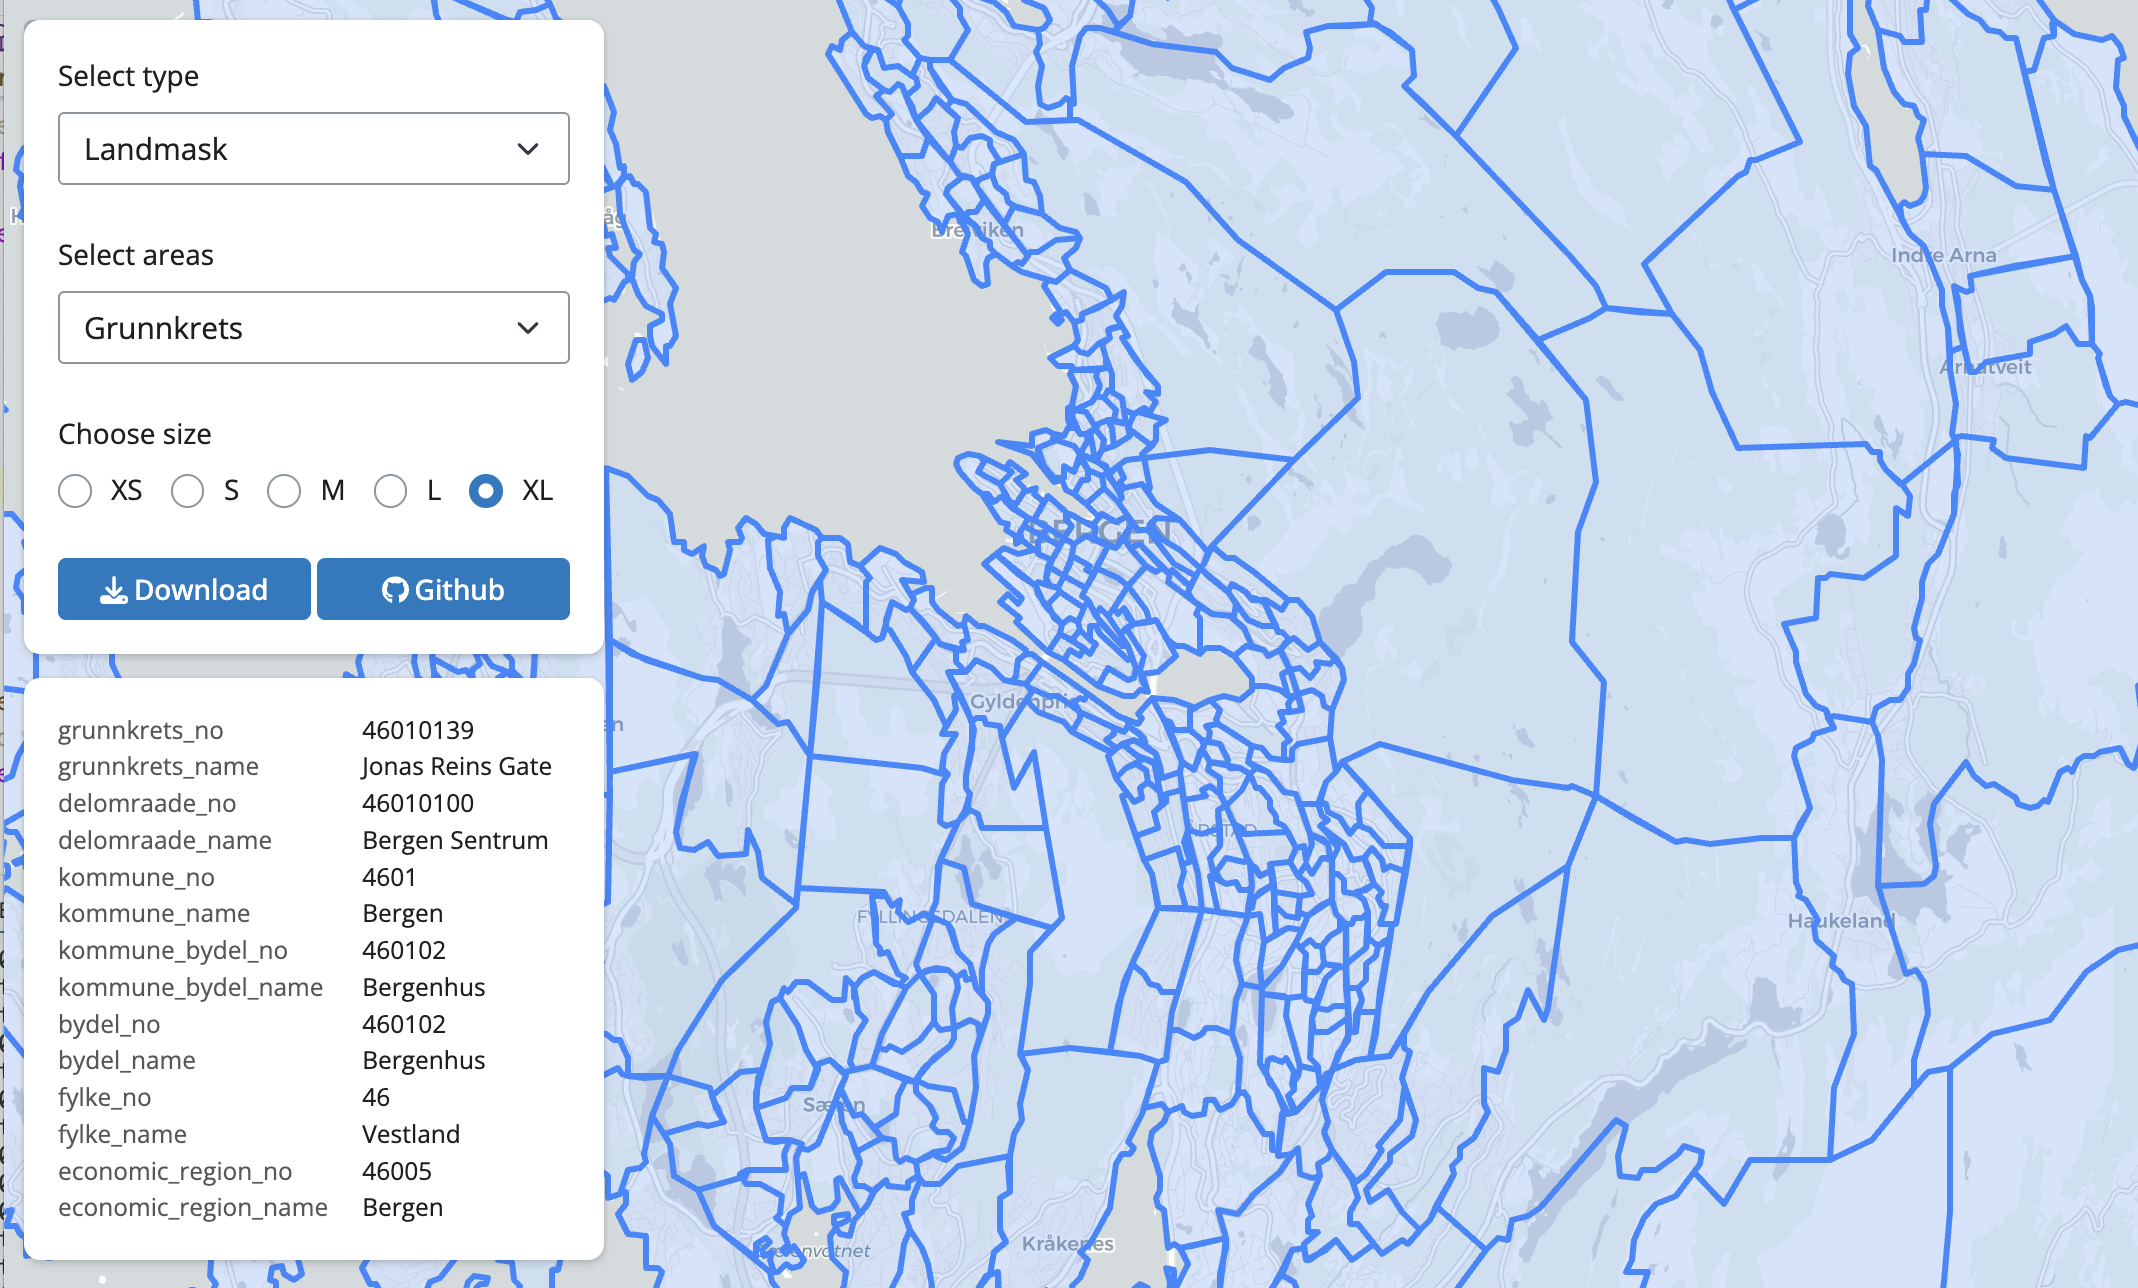 Select type
Landmask
Select areas
Grunnkrets
Choose size
XS S M L XL
Download Github
grunnkrets_no 46010139
grunnkrets_name Jonas Reins Gate
delomraade_no 46010100
delomraade_name Bergen Sentrum
kommune_no 4601
kommune_name Bergen
kommune_bydel_no 460102
kommune_bydel_name Bergenhus
bydel_no 460102
bydel_name Bergenhus
fylke_no 46
fylke_name Vestland
economic_region_no 46005
economic_region_name Bergen
Indre Arna
BERGEN
FYLLINGSDALEN
Haukeland
Kråkenes